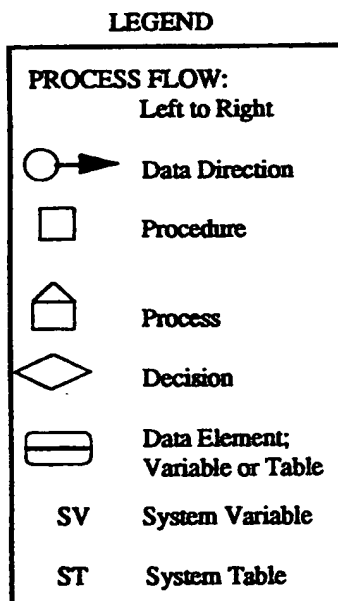 LEGEND
PROCESS FLOW:
Left to Right
Data Direction
Procedure
Process
Decision
Data Element;
Variable or Table
SV System Variable
ST System Table